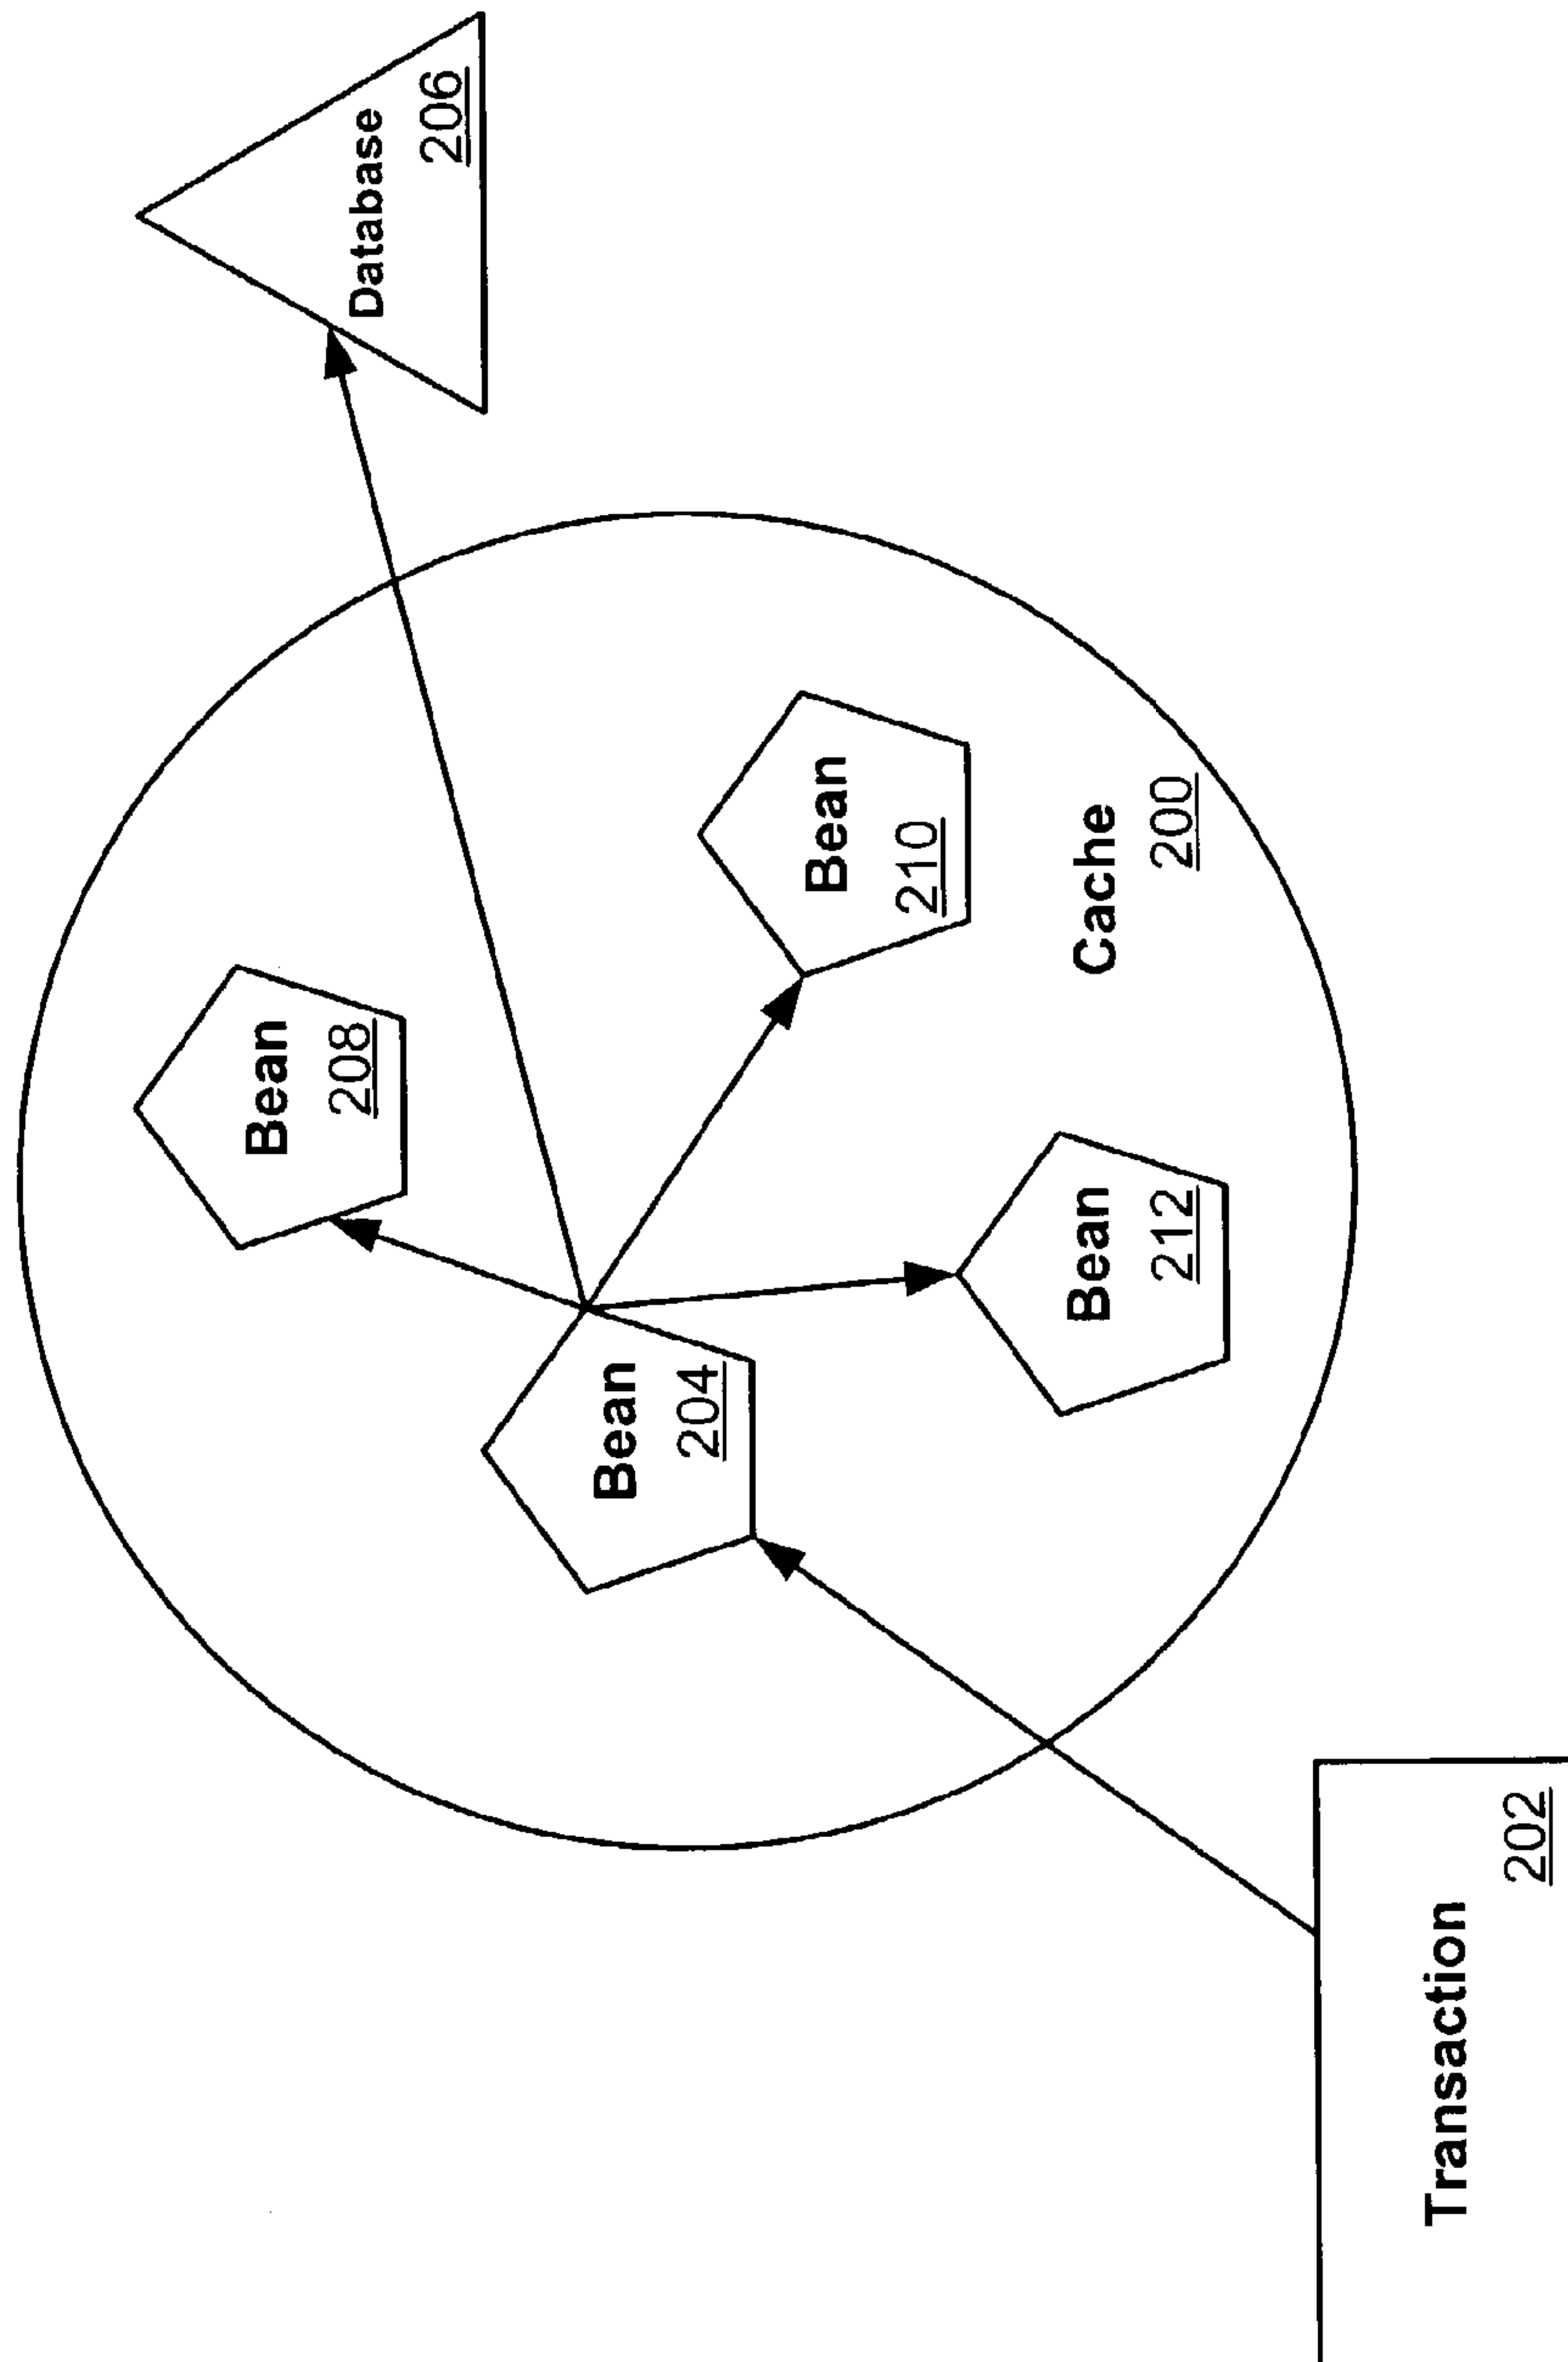 Database
206
Bean
208
Bean
204
Bean
210
Bean
212
Cache
200
Transaction
202